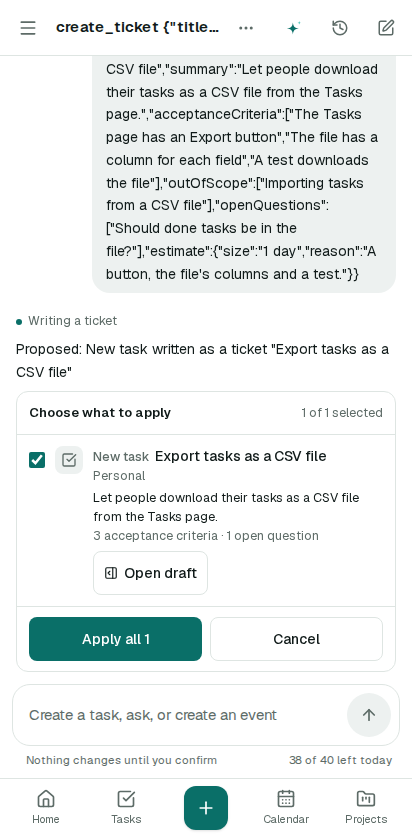 create_ticket {"title...
CSV file","summary":"Let people download
their tasks as a CSV file from the Tasks
page.","acceptanceCriteria":["The Tasks
page has an Export button","The file has a
column for each field","A test downloads
the file"],"outOfScope":["Importing tasks
from a CSV file"],"openQuestions":
["Should done tasks be in the
file?"],"estimate":{"size":"1 day","reason":"A
button, the file's columns and a test."}}
Writing a ticket
Proposed: New task written as a ticket "Export tasks as a
CSV file"
Choose what to apply 1 of 1 selected
New task Export tasks as a CSV file
Personal
Let people download their tasks as a CSV file
from the Tasks page.
3 acceptance criteria · 1 open question
Open draft
Apply all 1 Cancel
Create a task, ask, or create an event
Nothing changes until you confirm 38 of 40 left today
Home Tasks Calendar Projects